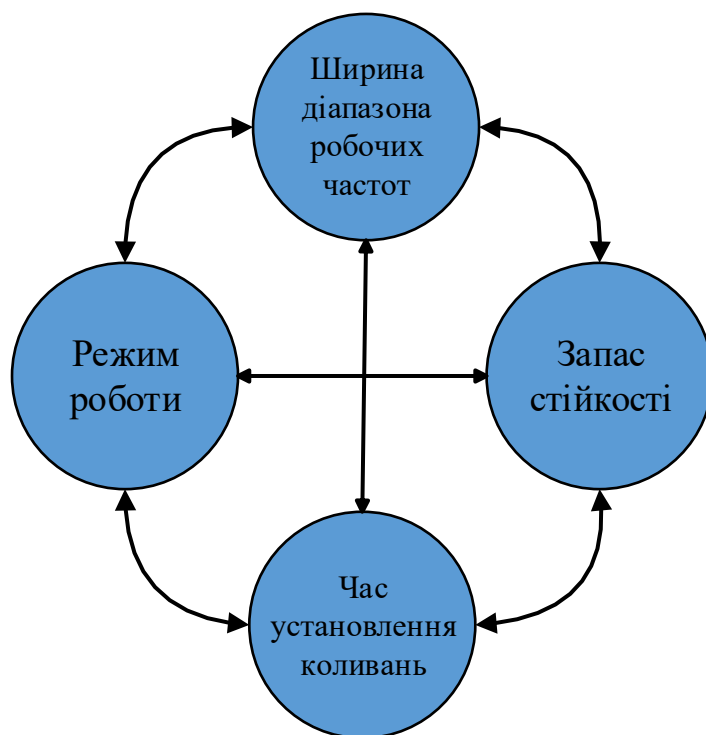 Ширина
діапазона
робочих
частот
Режим
роботи
Запас
стійкості
Час
установлення
коливань